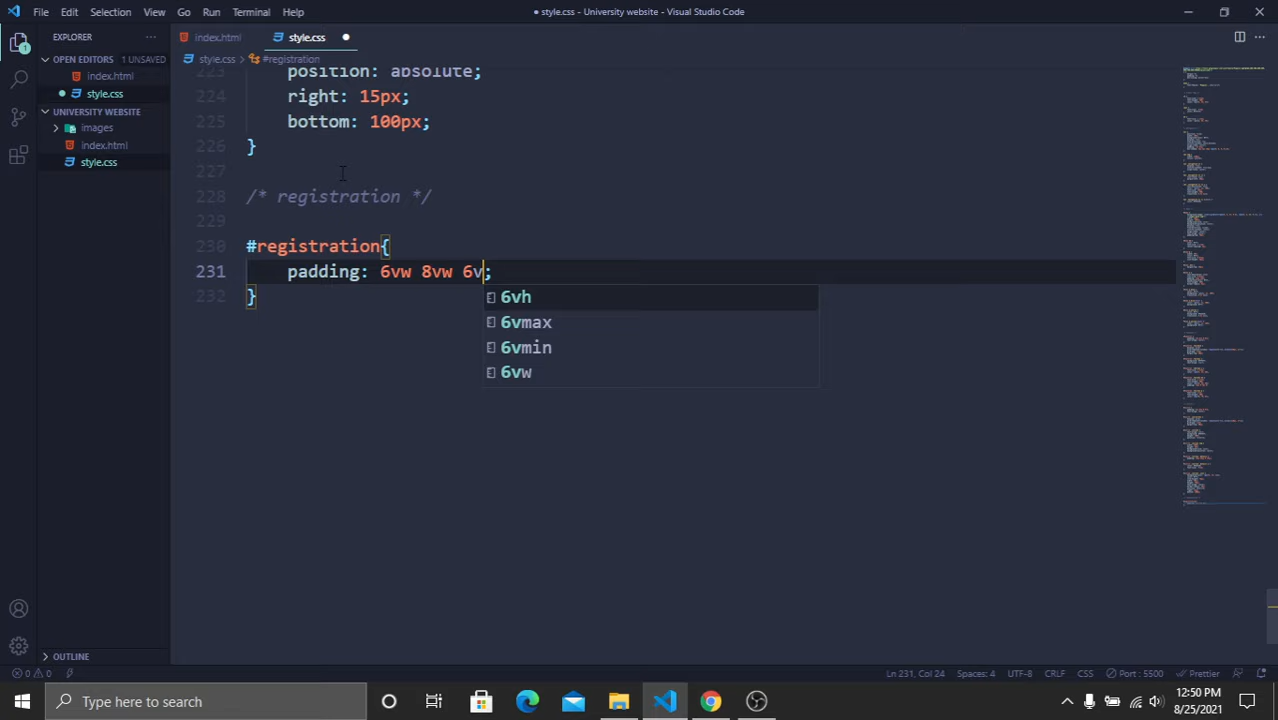 File Edit Selection View Go Run Terminal Help
style.css - University website - Visual Studio Code
EXPLORER
OPEN EDITORS 1 UNSAVED
index.html
style.css
UNIVERSITY WEBSITE
images
index.html
style.css
OUTLINE
index.html style.css
style.css > #registration
223 position: absolute;
224 right: 15px;
225 bottom: 100px;
226 }
227
228 /* registration */
229
230 #registration{
231 padding: 6vw 8vw 6v;
232 }
6vh
6vmax
6vmin
6vw
0 0 Ln 231, Col 24 Spaces: 4 UTF-8 CRLF CSS Port : 5500 Prettier
Type here to search
12:50 PM
8/25/2021